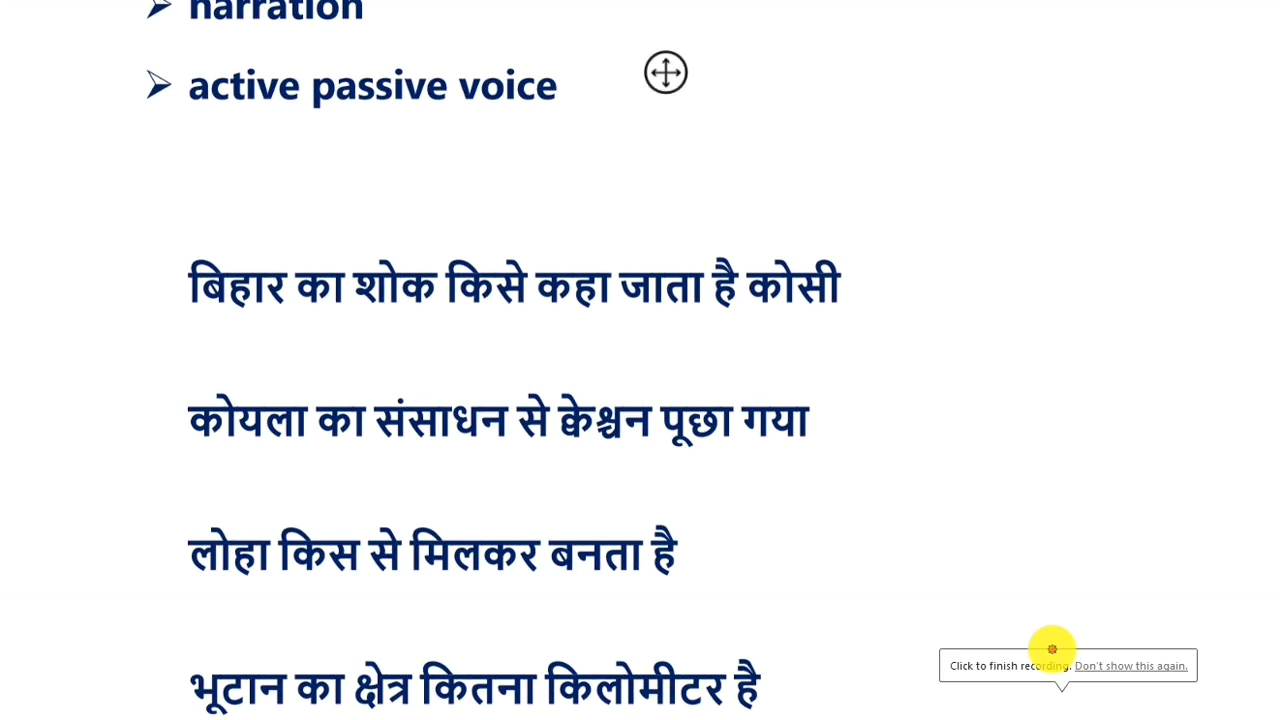 narration
active passive voice
बिहार का शोक किसे कहा जाता है कोसी
कोयला का संसाधन से क्वेश्चन पूछा गया
लोहा किस से मिलकर बनता है
Click to finish recording. Don't show this again.
भूटान का क्षेत्र कितना किलोमीटर है